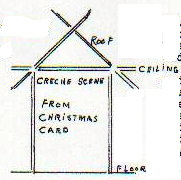 ROOF
CEILING
CRECHE SCENE
FROM
CHRISTMAS
CARD
FLOOR